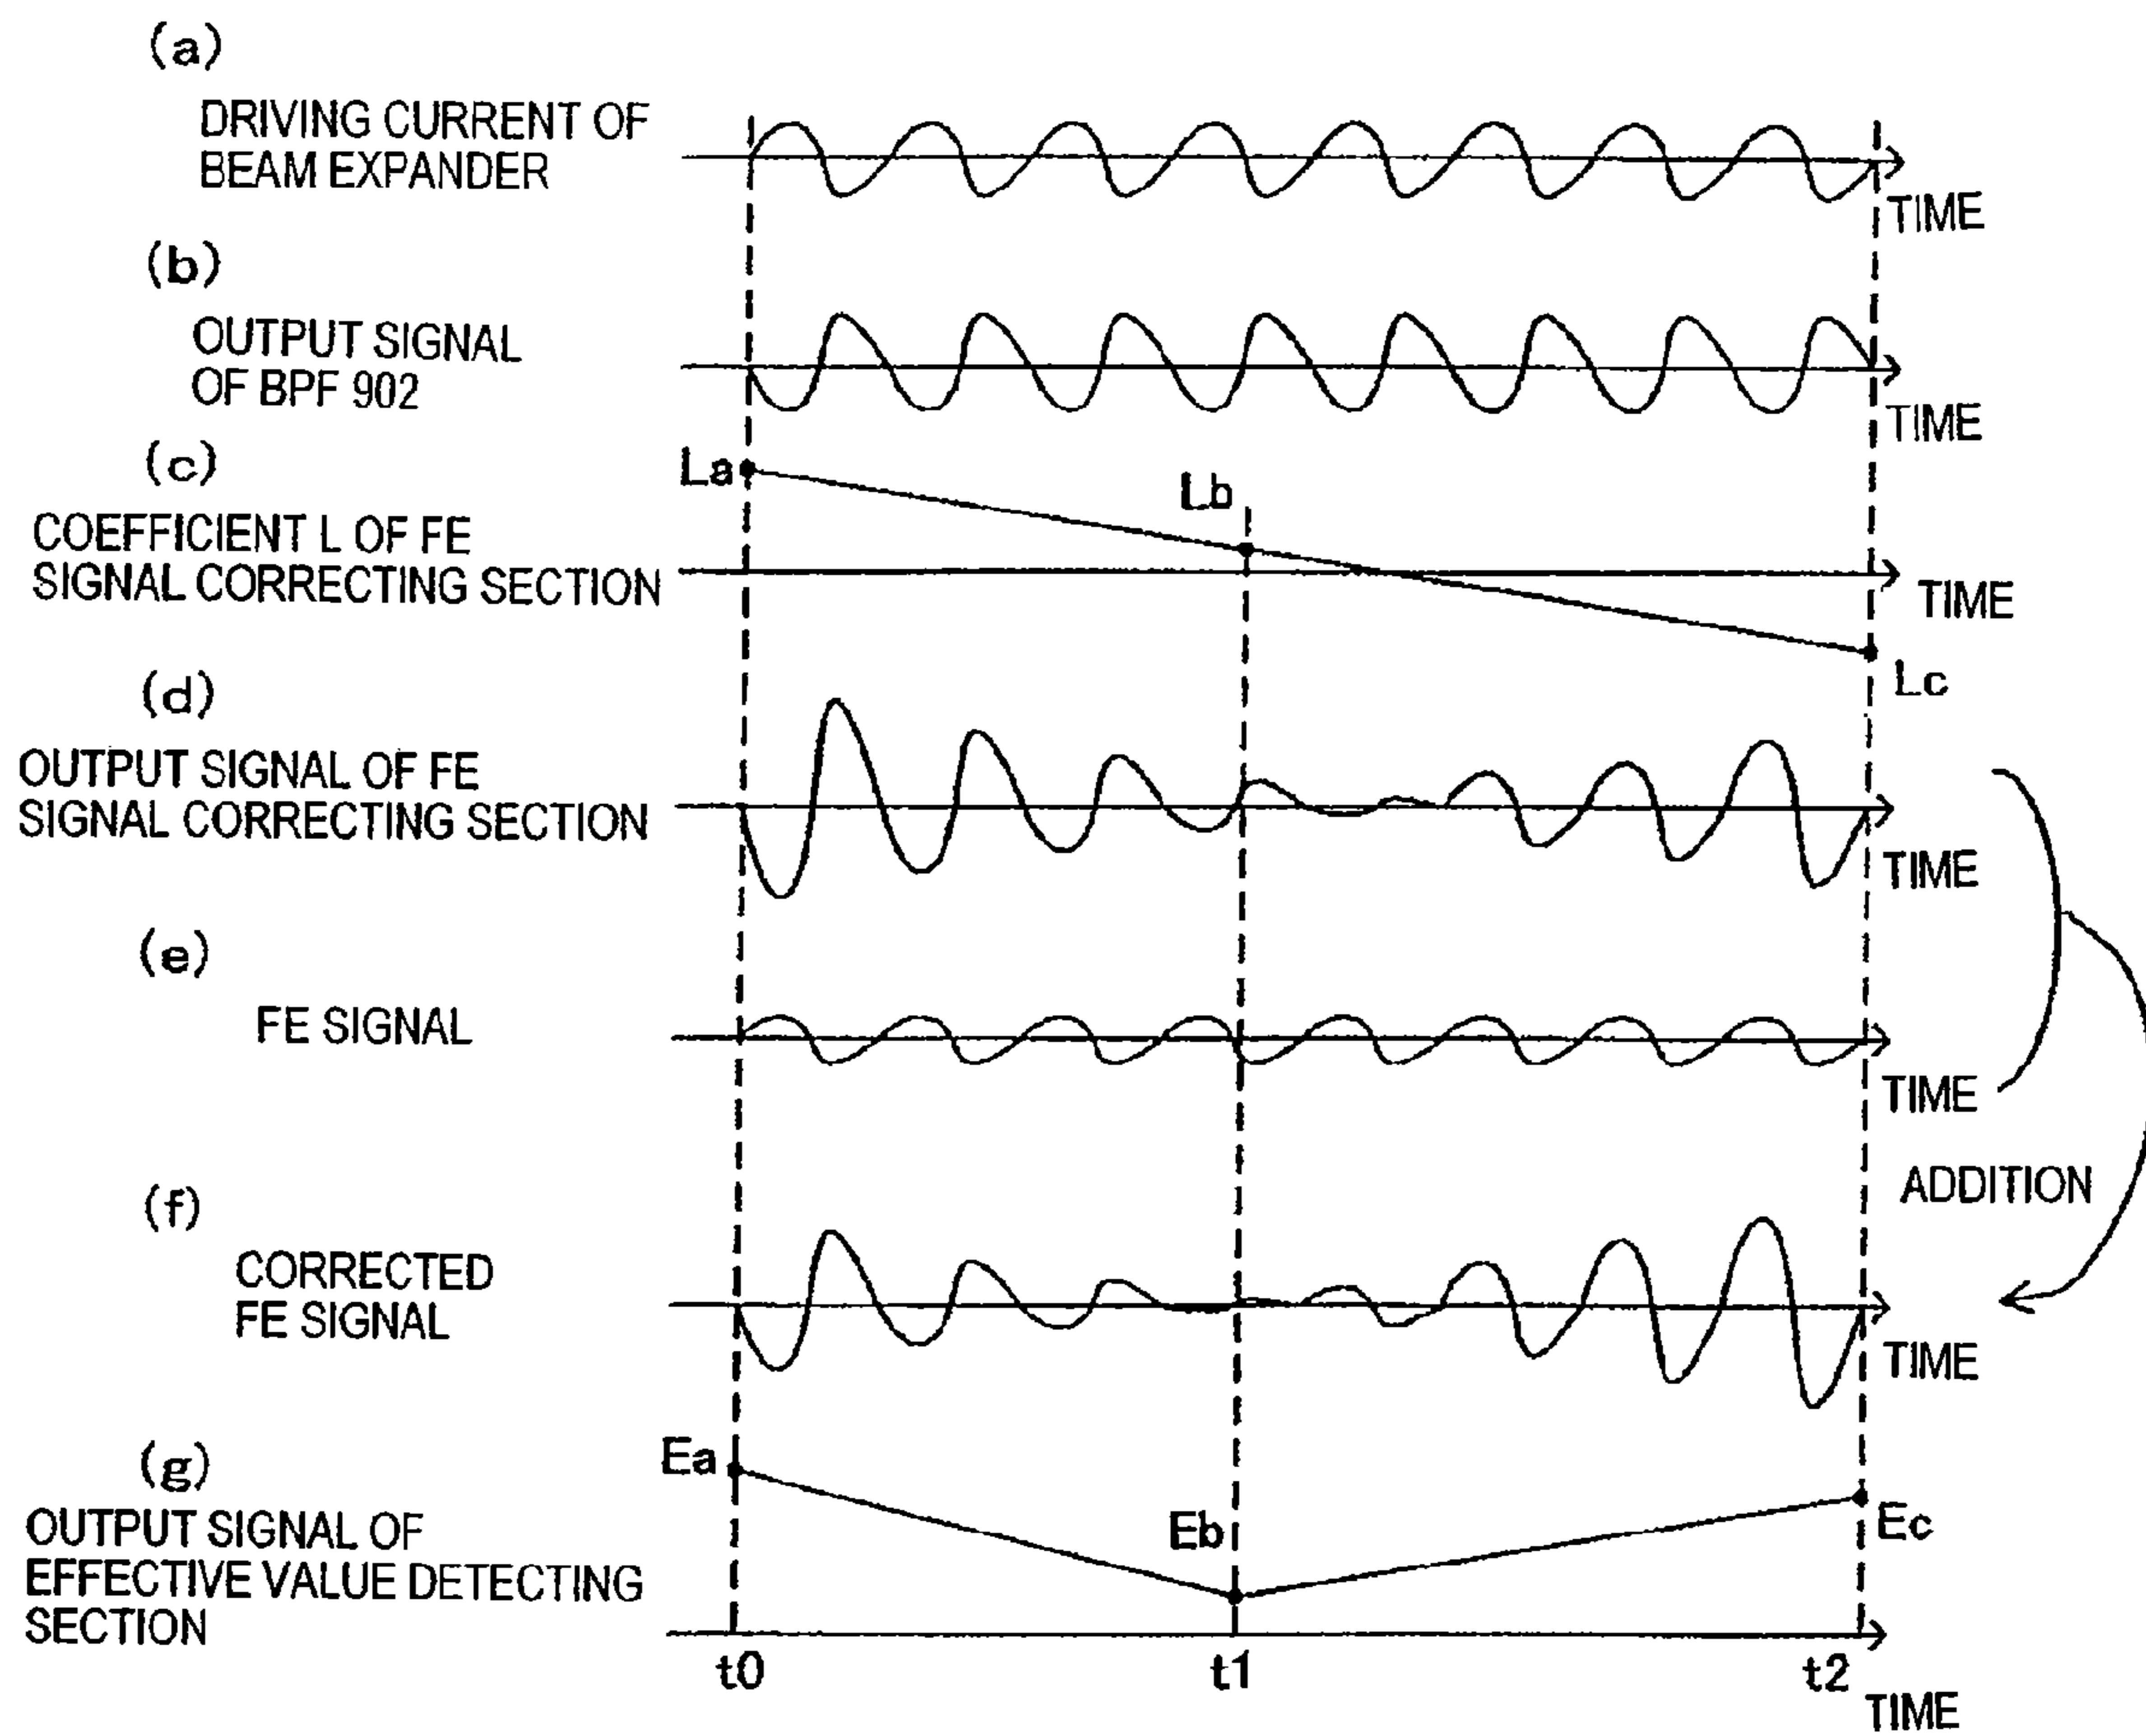 (a)
DRIVING CURRENT OF
BEAM EXPANDER
TIME
(b)
OUTPUT SIGNAL
OF BPF 902
TIME
(c)
La
Lb
COEFFICIENT L OF FE
SIGNAL CORRECTING SECTION
TIME
Lc
(d)
OUTPUT SIGNAL OF FE
SIGNAL CORRECTING SECTION
TIME
(e)
FE SIGNAL
TIME
ADDITION
(f)
CORRECTED
FE SIGNAL
TIME
(g)
Ea
Eb
Ec
OUTPUT SIGNAL OF
EFFECTIVE VALUE DETECTING
SECTION
t0
t1
t2
TIME